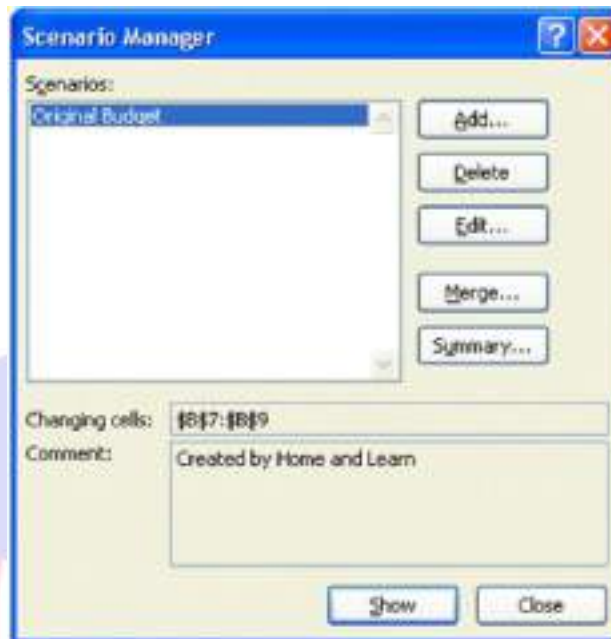 Scenario Manager
Scenarios:
Original Budget
Add...
Delete
Edit...
Merge...
Summary...
Changing cells: $B$7:$B$9
Comment: Created by Home and Learn
Show Close